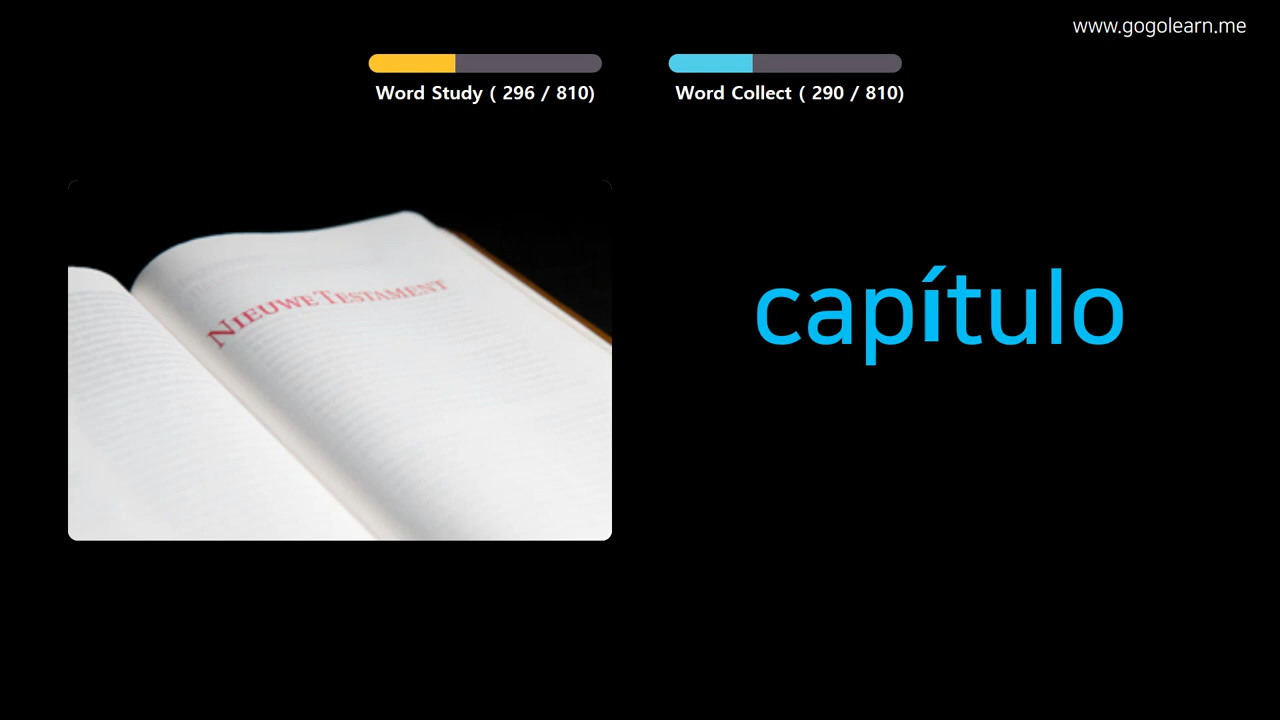 www.gogolearn.me
Word Study ( 296 / 810)
Word Collect ( 290 / 810)
NIEUWE TESTAMENT
capítulo